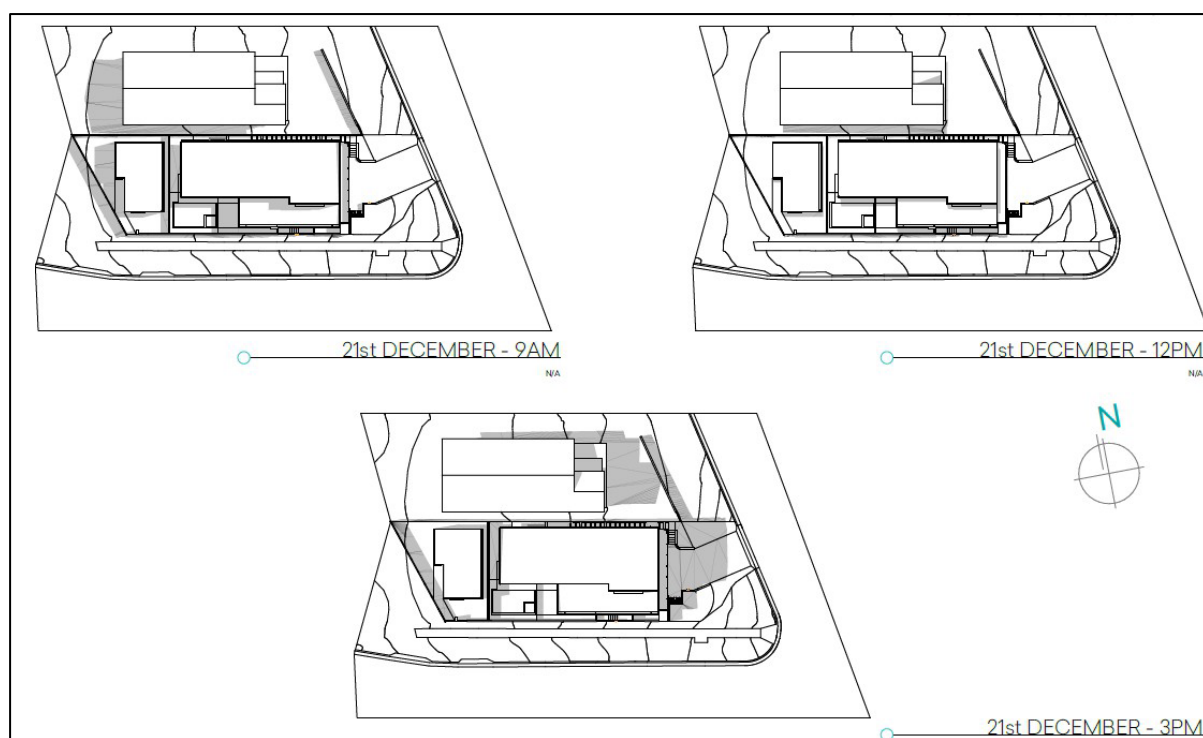 21st DECEMBER - 9AM
N/A
21st DECEMBER - 12PM
N/A
N
21st DECEMBER - 3PM